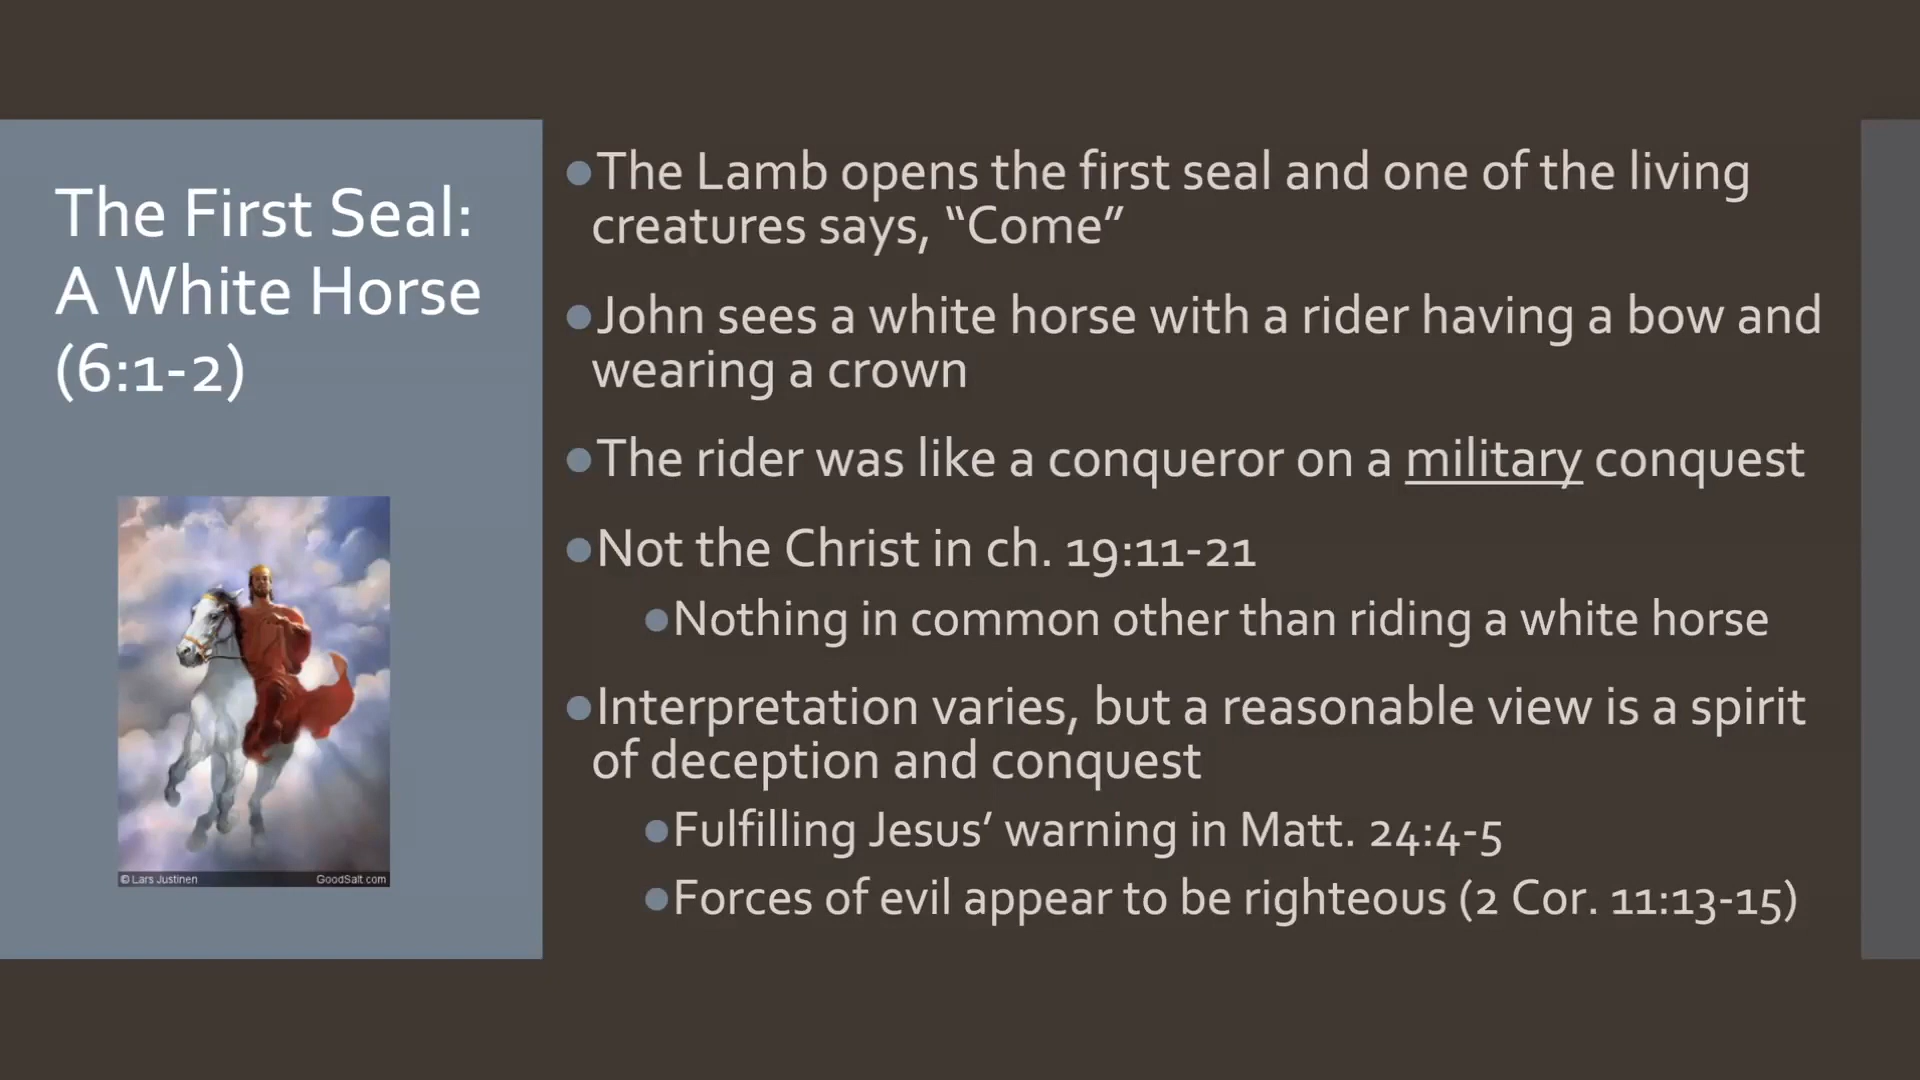 The First Seal:
A White Horse
(6:1-2)
© Lars Justinen
GoodSalt.com
●The Lamb opens the first seal and one of the living
creatures says, “Come”
●John sees a white horse with a rider having a bow and
wearing a crown
●The rider was like a conqueror on a military conquest
●Not the Christ in ch. 19:11-21
●Nothing in common other than riding a white horse
●Interpretation varies, but a reasonable view is a spirit
of deception and conquest
●Fulfilling Jesus’ warning in Matt. 24:4-5
●Forces of evil appear to be righteous (2 Cor. 11:13-15)